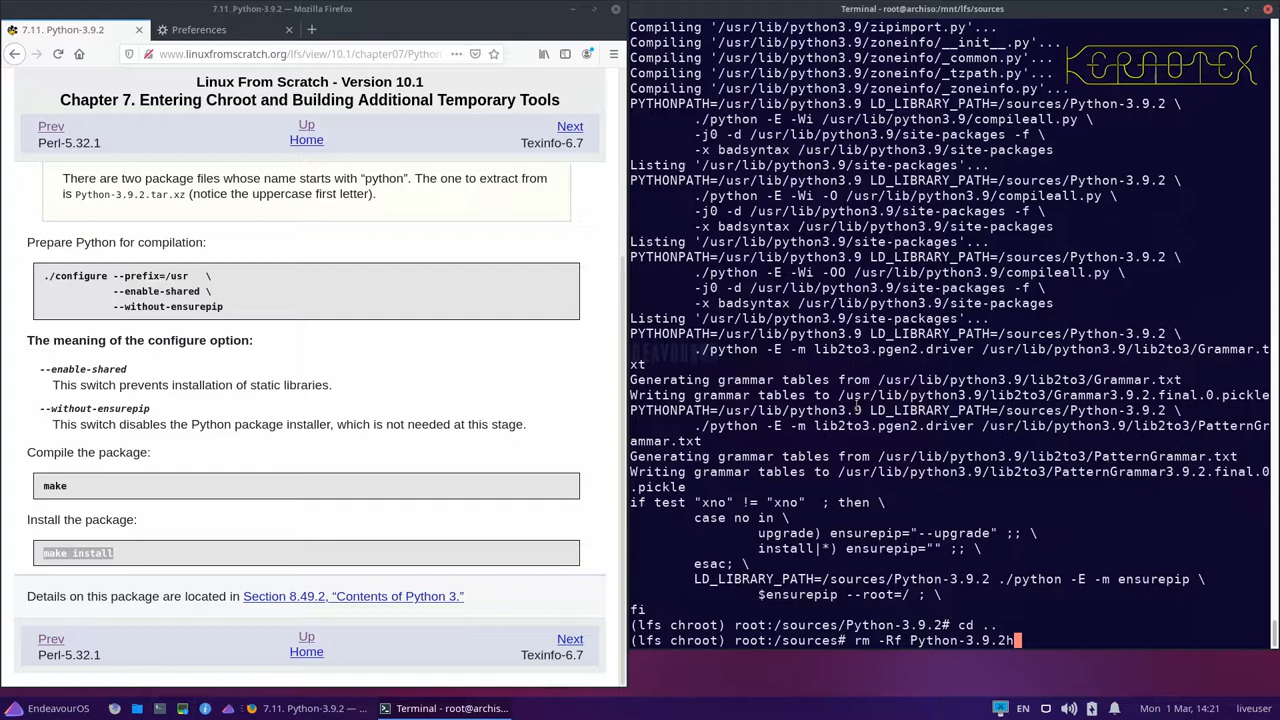 7.11. Python-3.9.2 — Mozilla Firefox
7.11. Python-3.9.2
Preferences
www.linuxfromscratch.org/lfs/view/10.1/chapter07/Python
Linux From Scratch - Version 10.1
Chapter 7. Entering Chroot and Building Additional Temporary Tools
Prev
Up
Next
Perl-5.32.1
Home
Texinfo-6.7
There are two package files whose name starts with “python”. The one to extract from
is Python-3.9.2.tar.xz (notice the uppercase first letter).
Prepare Python for compilation:
./configure --prefix=/usr \
--enable-shared \
--without-ensurepip
The meaning of the configure option:
--enable-shared
This switch prevents installation of static libraries.
--without-ensurepip
This switch disables the Python package installer, which is not needed at this stage.
Compile the package:
make
Install the package:
make install
Details on this package are located in Section 8.49.2, “Contents of Python 3.”
Prev
Up
Next
Perl-5.32.1
Home
Texinfo-6.7
Terminal - root@archiso:/mnt/lfs/sources
Compiling '/usr/lib/python3.9/zipimport.py'...
Compiling '/usr/lib/python3.9/zoneinfo/__init__.py'...
Compiling '/usr/lib/python3.9/zoneinfo/_common.py'...
Compiling '/usr/lib/python3.9/zoneinfo/_tzpath.py'...
Compiling '/usr/lib/python3.9/zoneinfo/_zoneinfo.py'...
PYTHONPATH=/usr/lib/python3.9 LD_LIBRARY_PATH=/sources/Python-3.9.2 \
./python -E -Wi /usr/lib/python3.9/compileall.py \
-j0 -d /usr/lib/python3.9/site-packages -f \
-x badsyntax /usr/lib/python3.9/site-packages
Listing '/usr/lib/python3.9/site-packages'...
PYTHONPATH=/usr/lib/python3.9 LD_LIBRARY_PATH=/sources/Python-3.9.2 \
./python -E -Wi -O /usr/lib/python3.9/compileall.py \
-j0 -d /usr/lib/python3.9/site-packages -f \
-x badsyntax /usr/lib/python3.9/site-packages
Listing '/usr/lib/python3.9/site-packages'...
PYTHONPATH=/usr/lib/python3.9 LD_LIBRARY_PATH=/sources/Python-3.9.2 \
./python -E -Wi -OO /usr/lib/python3.9/compileall.py \
-j0 -d /usr/lib/python3.9/site-packages -f \
-x badsyntax /usr/lib/python3.9/site-packages
Listing '/usr/lib/python3.9/site-packages'...
PYTHONPATH=/usr/lib/python3.9 LD_LIBRARY_PATH=/sources/Python-3.9.2 \
./python -E -m lib2to3.pgen2.driver /usr/lib/python3.9/lib2to3/Grammar.t
xt
Generating grammar tables from /usr/lib/python3.9/lib2to3/Grammar.txt
Writing grammar tables to /usr/lib/python3.9/lib2to3/Grammar3.9.2.final.0.pickle
PYTHONPATH=/usr/lib/python3.9 LD_LIBRARY_PATH=/sources/Python-3.9.2 \
./python -E -m lib2to3.pgen2.driver /usr/lib/python3.9/lib2to3/PatternGr
ammar.txt
Generating grammar tables from /usr/lib/python3.9/lib2to3/PatternGrammar.txt
Writing grammar tables to /usr/lib/python3.9/lib2to3/PatternGrammar3.9.2.final.0
.pickle
if test "xno" != "xno" ; then \
case no in \
upgrade) ensurepip="--upgrade" ;; \
install|*) ensurepip="" ;; \
esac; \
LD_LIBRARY_PATH=/sources/Python-3.9.2 ./python -E -m ensurepip \
$ensurepip --root=/ ; \
fi
(lfs chroot) root:/sources/Python-3.9.2# cd ..
(lfs chroot) root:/sources# rm -Rf Python-3.9.2h
EndeavourOS
7.11. Python-3.9.2 — Mo...
Terminal - root@archiso:/m...
EN
Mon 1 Mar, 14:21
liveuser